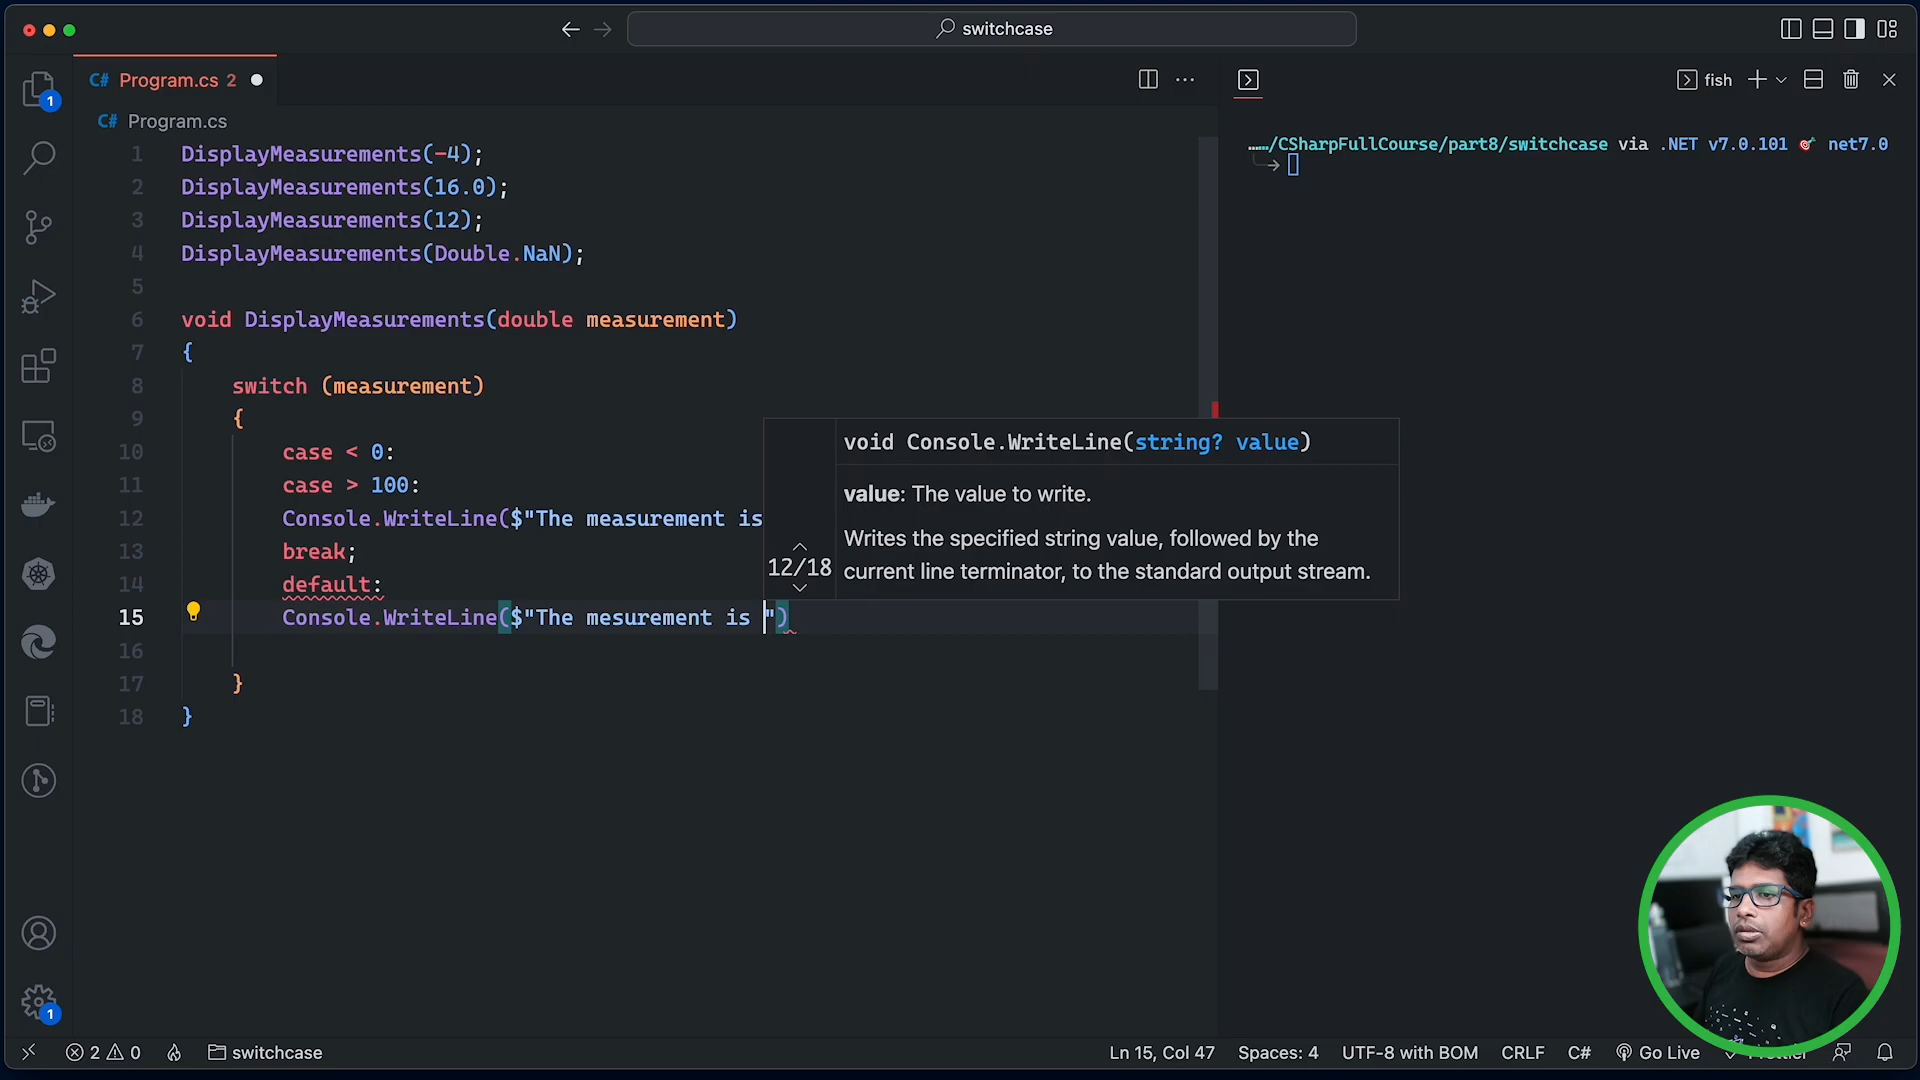 switchcase
C# Program.cs 2
fish
C# Program.cs
1 DisplayMeasurements(-4);
2 DisplayMeasurements(16.0);
3 DisplayMeasurements(12);
4 DisplayMeasurements(Double.NaN);
5
6 void DisplayMeasurements(double measurement)
7 {
8 switch (measurement)
9 {
10 case < 0:
11 case > 100:
12 Console.WriteLine($"The measurement is
13 break;
14 default:
15 Console.WriteLine($"The mesurement is ")
16
17 }
18 }
void Console.WriteLine(string? value)
value: The value to write.
Writes the specified string value, followed by the
12/18 current line terminator, to the standard output stream.
……/CSharpFullCourse/part8/switchcase via .NET v7.0.101 🎯 net7.0
1
1
2 0 switchcase Ln 15, Col 47 Spaces: 4 UTF-8 with BOM CRLF C# Go Live